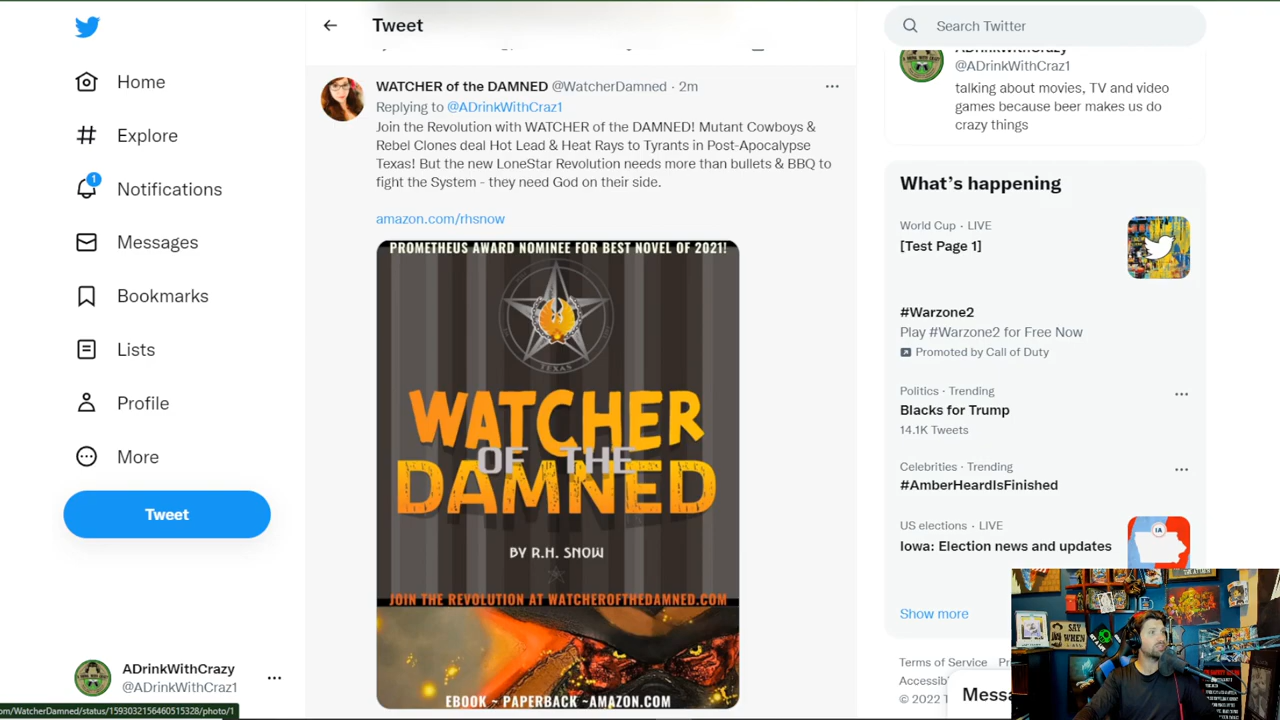 Tweet
Search Twitter
Home
Explore
1
Notifications
Messages
Bookmarks
Lists
Profile
More
Tweet
ADrinkWithCrazy
@ADrinkWithCraz1
WATCHER of the DAMNED @WatcherDamned · 2m
Replying to @ADrinkWithCraz1
Join the Revolution with WATCHER of the DAMNED! Mutant Cowboys &
Rebel Clones deal Hot Lead & Heat Rays to Tyrants in Post-Apocalypse
Texas! But the new LoneStar Revolution needs more than bullets & BBQ to
fight the System - they need God on their side.
amazon.com/rhsnow
PROMETHEUS AWARD NOMINEE FOR BEST NOVEL OF 2021!
TEXAS
WATCHER
OF THE
DAMNED
BY R.H. SNOW
JOIN THE REVOLUTION AT WATCHEROFTHEDAMNED.COM
EBOOK ~ PAPERBACK ~AMAZON.COM
ADrinkWithCrazy
@ADrinkWithCraz1
talking about movies, TV and video
games because beer makes us do
crazy things
What's happening
World Cup · LIVE
[Test Page 1]
#Warzone2
Play #Warzone2 for Free Now
Promoted by Call of Duty
Politics · Trending
Blacks for Trump
14.1K Tweets
Celebrities · Trending
#AmberHeardIsFinished
US elections · LIVE
Iowa: Election news and updates
IA
Show more
Terms of Service
© 2022
SAY
WHEN
om/WatcherDamned/status/1593032156460515328/photo/1